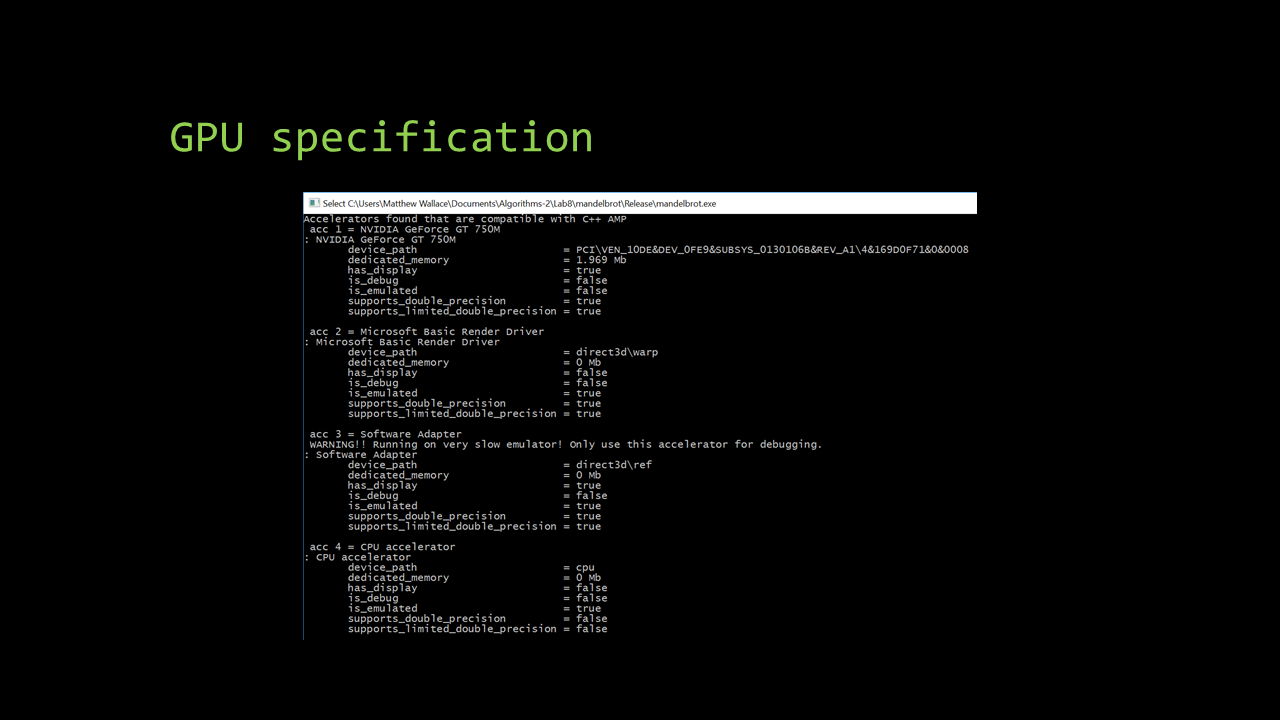 GPU specification
Select C:\Users\Matthew Wallace\Documents\Algorithms-2\Lab8\mandelbrot\Release\mandelbrot.exe
Accelerators found that are compatible with C++ AMP
acc 1 = NVIDIA GeForce GT 750M
: NVIDIA GeForce GT 750M
device_path = PCI\VEN_10DE&DEV_0FE9&SUBSYS_0130106B&REV_A1\4&169D0F71&0&0008
dedicated_memory = 1.969 Mb
has_display = true
is_debug = false
is_emulated = false
supports_double_precision = true
supports_limited_double_precision = true
acc 2 = Microsoft Basic Render Driver
: Microsoft Basic Render Driver
device_path = direct3d\warp
dedicated_memory = 0 Mb
has_display = false
is_debug = false
is_emulated = true
supports_double_precision = true
supports_limited_double_precision = true
acc 3 = Software Adapter
WARNING!! Running on very slow emulator! Only use this accelerator for debugging.
: Software Adapter
device_path = direct3d\ref
dedicated_memory = 0 Mb
has_display = true
is_debug = false
is_emulated = true
supports_double_precision = true
supports_limited_double_precision = true
acc 4 = CPU accelerator
: CPU accelerator
device_path = cpu
dedicated_memory = 0 Mb
has_display = false
is_debug = false
is_emulated = true
supports_double_precision = false
supports_limited_double_precision = false